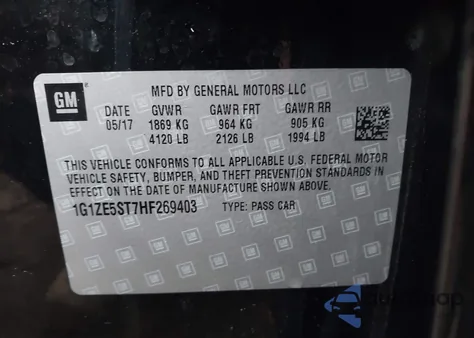 GM
MFD BY GENERAL MOTORS LLC
DATE GVWR GAWR FRT GAWR RR
05/17 1869 KG 964 KG 905 KG
4120 LB 2126 LB 1994 LB
THIS VEHICLE CONFORMS TO ALL APPLICABLE U.S. FEDERAL MOTOR
VEHICLE SAFETY, BUMPER, AND THEFT PREVENTION STANDARDS IN
EFFECT ON THE DATE OF MANUFACTURE SHOWN ABOVE.
1G1ZE5ST7HF269403 TYPE: PASS CAR